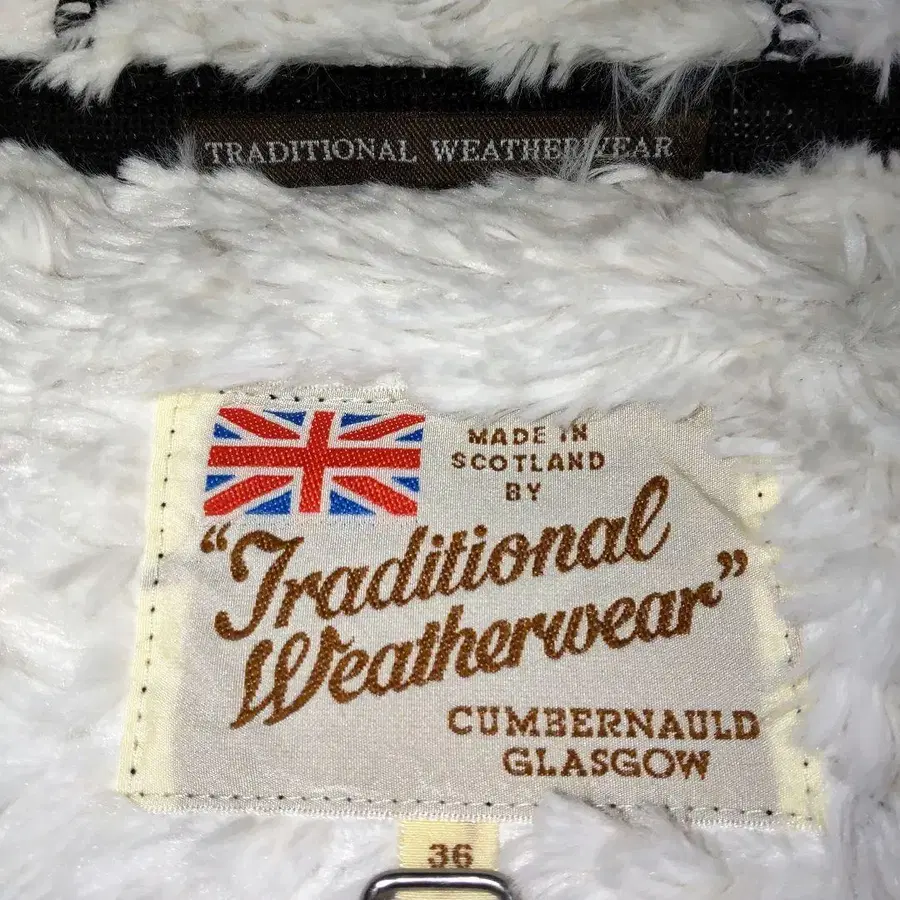 TRADITIONAL WEATHERWEAR
MADE IN
SCOTLAND
BY
"Traditional
Weatherwear"
CUMBERNAULD
GLASGOW
36